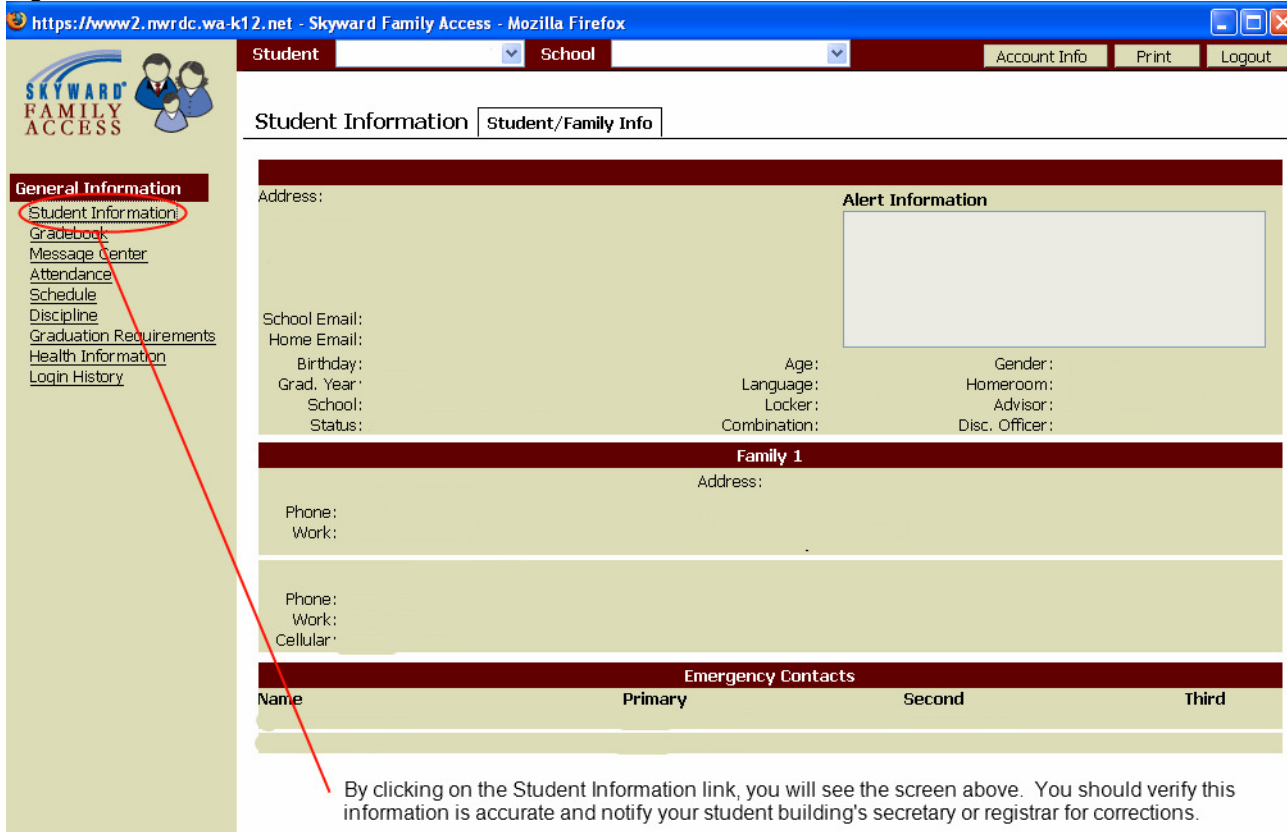 https://www2.nwrdc.wa-k12.net - Skyward Family Access - Mozilla Firefox
Student School Account Info Print Logout
SKYWARD®
FAMILY
ACCESS
Student Information Student/Family Info
General Information
Student Information
Gradebook
Message Center
Attendance
Schedule
Discipline
Graduation Requirements
Health Information
Login History
Address: Alert Information
School Email:
Home Email:
Birthday: Age: Gender:
Grad. Year: Language: Homeroom:
School: Locker: Advisor:
Status: Combination: Disc. Officer:
Family 1
Address:
Phone:
Work:
Phone:
Work:
Cellular:
Emergency Contacts
Name Primary Second Third
By clicking on the Student Information link, you will see the screen above. You should verify this
information is accurate and notify your student building's secretary or registrar for corrections.